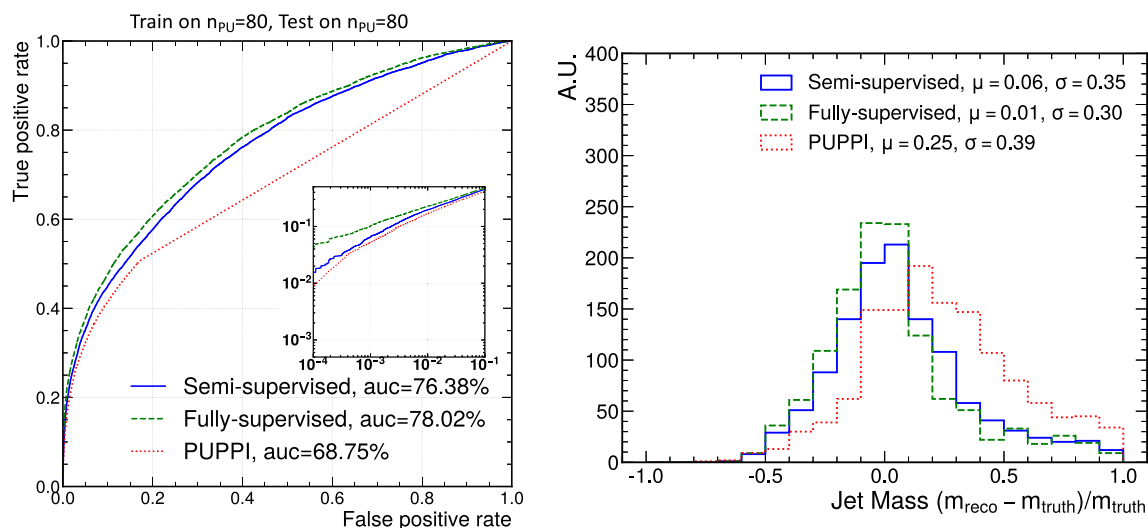 Train on n_PU=80, Test on n_PU=80
True positive rate
1.0
0.8
0.6
0.4
0.2
0.0
10⁻¹
10⁻²
10⁻³
10⁻⁴ 10⁻³ 10⁻² 10⁻¹
Semi-supervised, auc=76.38%
Fully-supervised, auc=78.02%
PUPPI, auc=68.75%
0.0 0.2 0.4 0.6 0.8 1.0
False positive rate
A.U.
400
350
300
250
200
150
100
50
0
Semi-supervised, μ = 0.06, σ = 0.35
Fully-supervised, μ = 0.01, σ = 0.30
PUPPI, μ = 0.25, σ = 0.39
-1.0 -0.5 0.0 0.5 1.0
Jet Mass (m_reco − m_truth)/m_truth